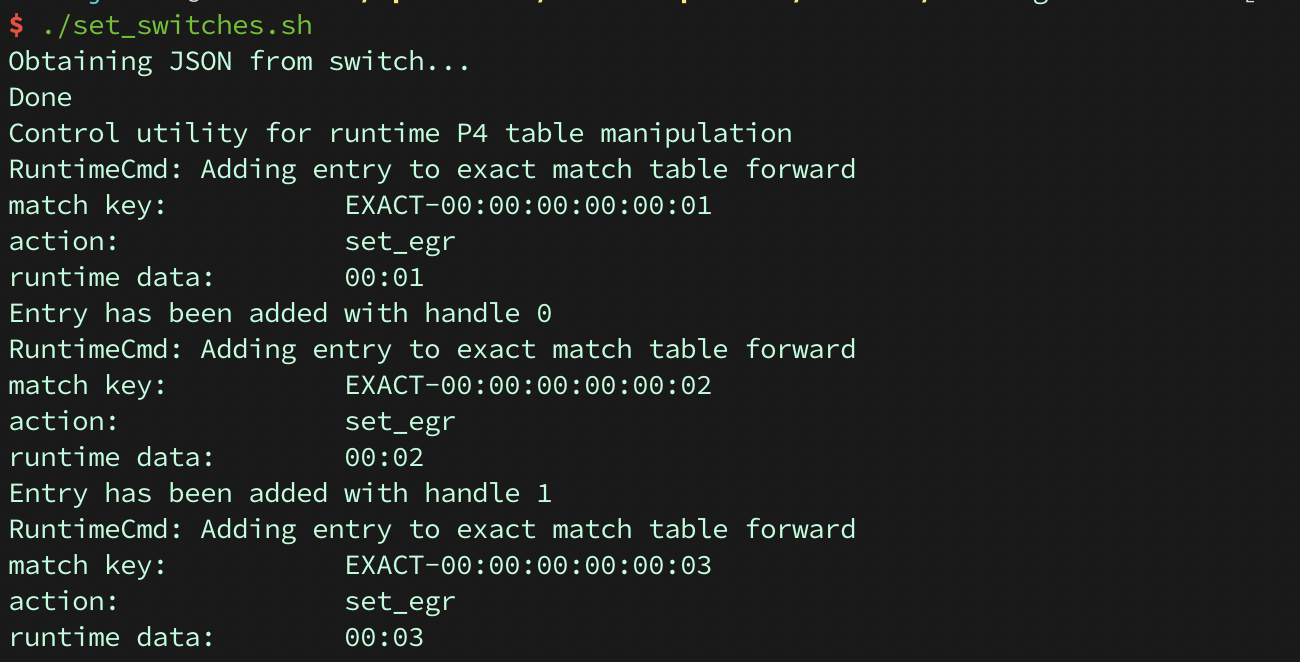 $ ./set_switches.sh
Obtaining JSON from switch...
Done
Control utility for runtime P4 table manipulation
RuntimeCmd: Adding entry to exact match table forward
match key:           EXACT-00:00:00:00:00:01
action:              set_egr
runtime data:        00:01
Entry has been added with handle 0
RuntimeCmd: Adding entry to exact match table forward
match key:           EXACT-00:00:00:00:00:02
action:              set_egr
runtime data:        00:02
Entry has been added with handle 1
RuntimeCmd: Adding entry to exact match table forward
match key:           EXACT-00:00:00:00:00:03
action:              set_egr
runtime data:        00:03